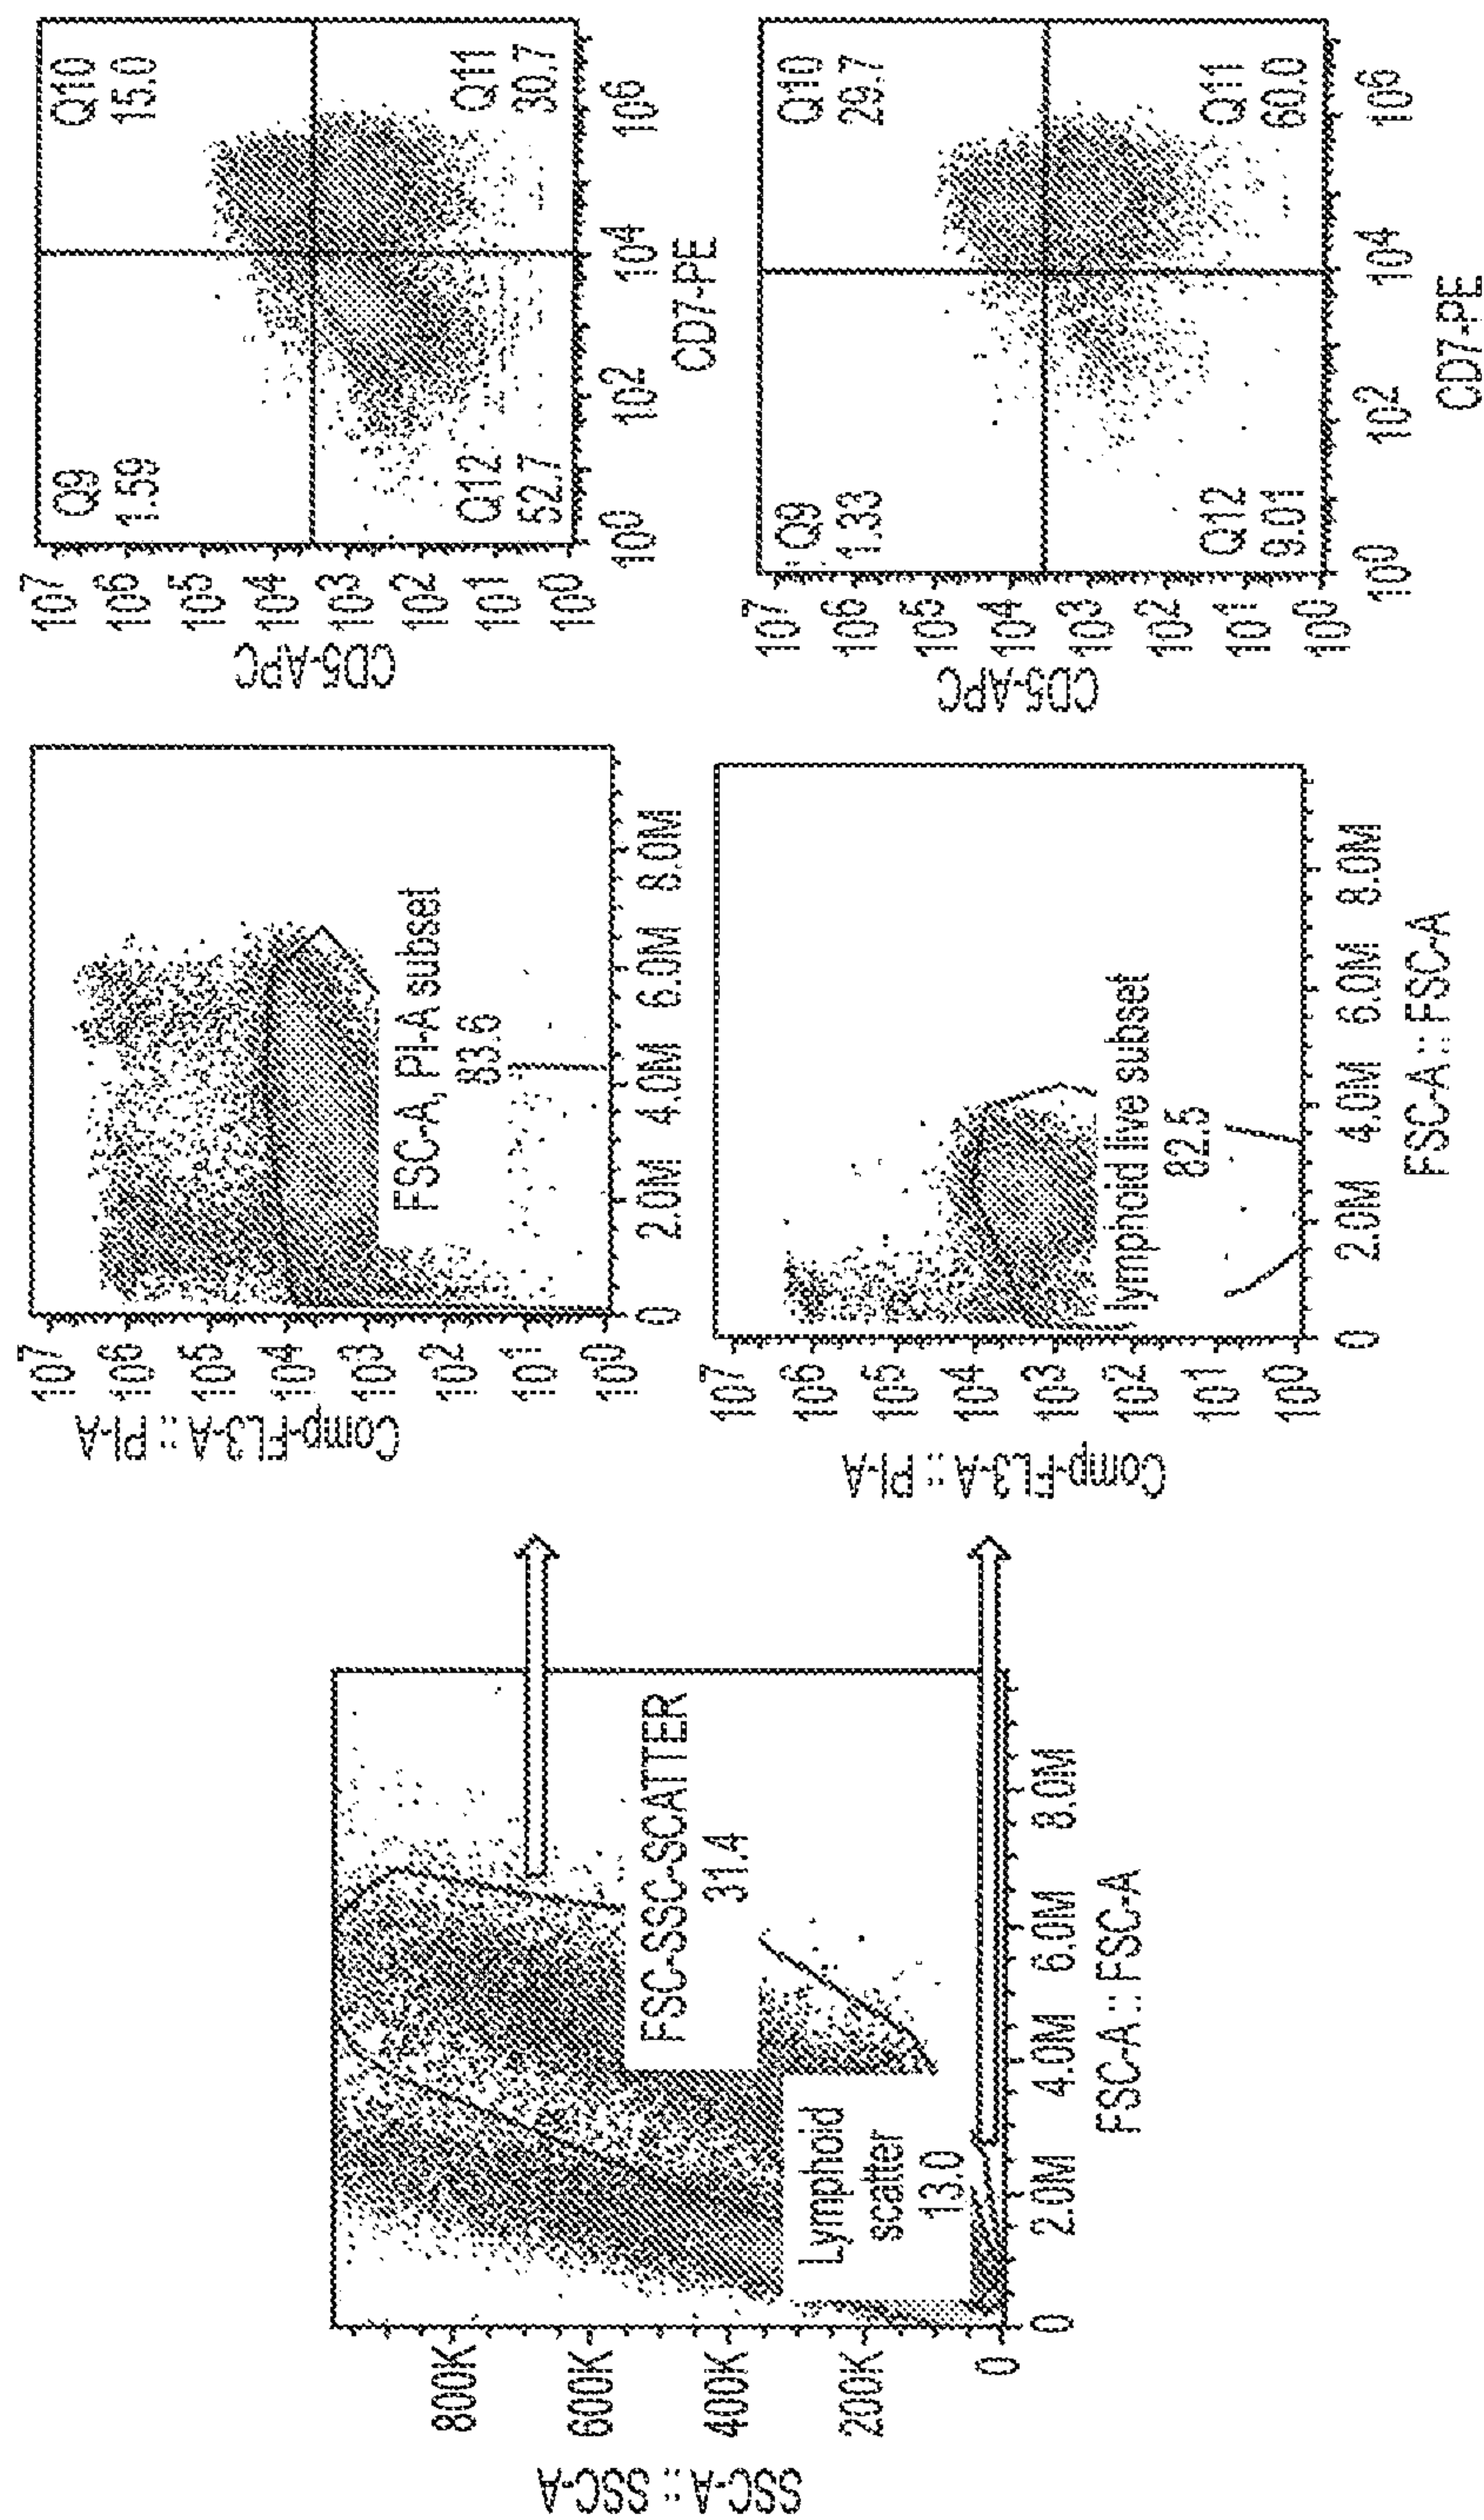 SSC-A :: SSC-A
800K
600K
400K
200K
0
FSC-SSC-SCATTER
31.4
Lymphoid
scatter
13.0
0 2.0M 4.0M 6.0M 8.0M
FSC-A :: FSC-A
Comp-FL3-A :: PI-A
10⁷
10⁶
10⁵
10⁴
10³
10²
10¹
10⁰
FSC-A, PI-A subset
83.6
0 2.0M 4.0M 6.0M 8.0M
CD5-APC
10⁷
10⁶
10⁵
10⁴
10³
10²
10¹
10⁰
Q9
1.59
Q10
15.0
Q12
52.7
Q11
30.7
10⁰ 10² 10⁴ 10⁶
CD7-PE
Comp-FL3-A :: PI-A
10⁷
10⁶
10⁵
10⁴
10³
10²
10¹
10⁰
lymphoid live subset
82.5
0 2.0M 4.0M 6.0M 8.0M
FSC-A :: FSC-A
CD5-APC
10⁷
10⁶
10⁵
10⁴
10³
10²
10¹
10⁰
Q9
1.33
Q10
29.7
Q12
9.01
Q11
60.0
10⁰ 10² 10⁴ 10⁶
CD7-PE